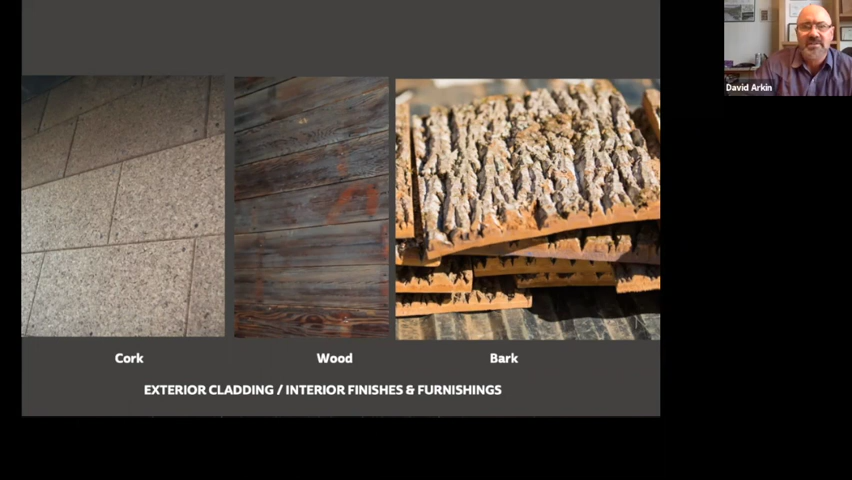 David Arkin
Cork
Wood
Bark
EXTERIOR CLADDING / INTERIOR FINISHES & FURNISHINGS